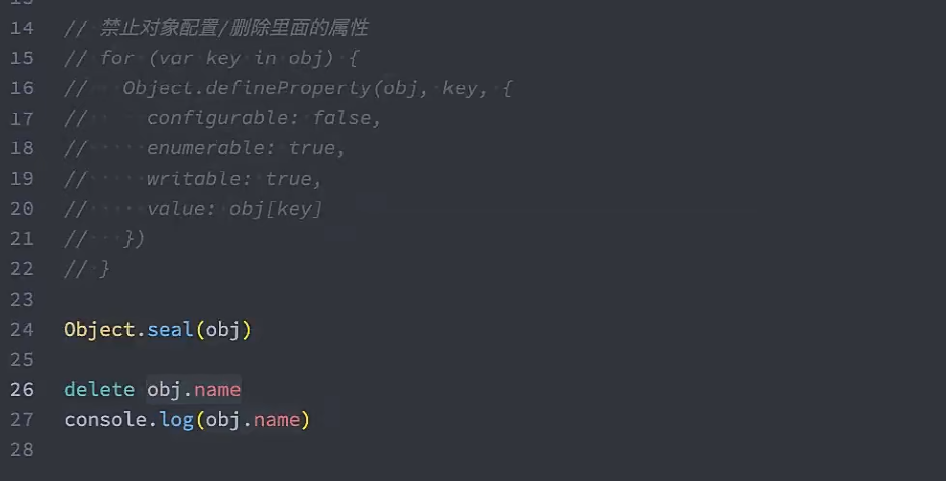 14 // 禁止对象配置/删除里面的属性
15 // for (var key in obj) {
16 //   Object.defineProperty(obj, key, {
17 //     configurable: false,
18 //     enumerable: true,
19 //     writable: true,
20 //     value: obj[key]
21 //   })
22 // }
23
24 Object.seal(obj)
25
26 delete obj.name
27 console.log(obj.name)
28